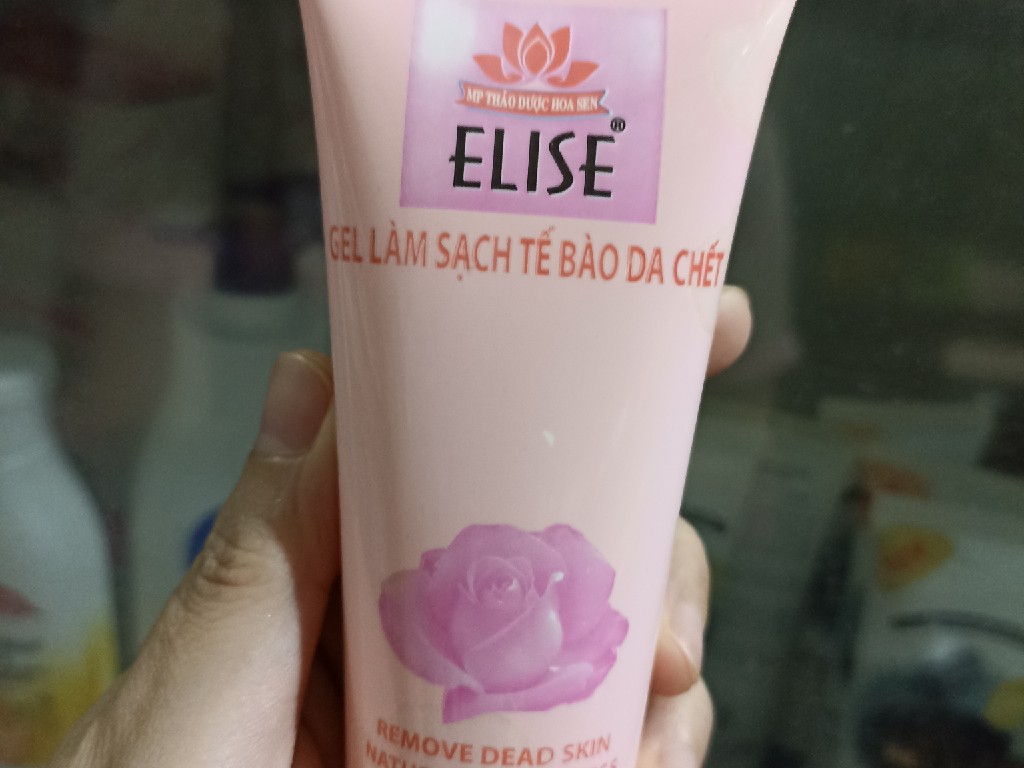 MP THẢO DƯỢC HOA SEN
ELISE®
GEL LÀM SẠCH TẾ BÀO DA CHẾT
REMOVE DEAD SKIN